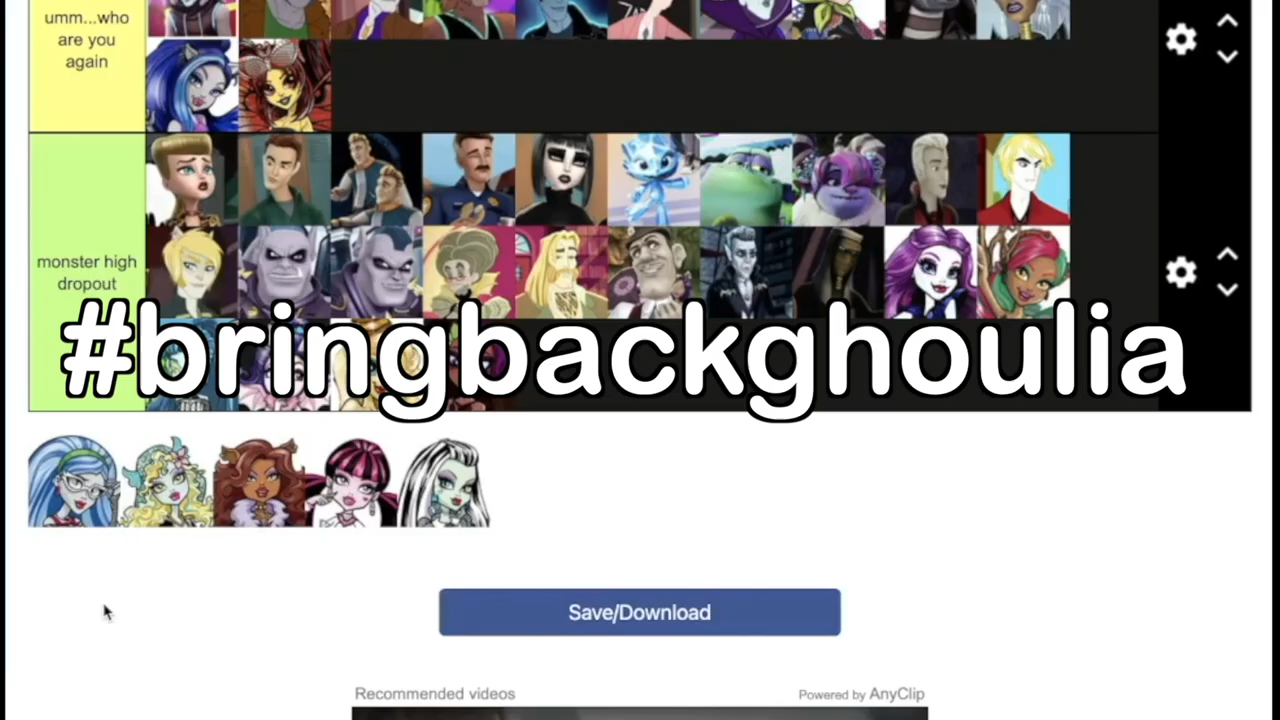 umm...who
are you
again
monster high
dropout
#bringbackghoulia
Save/Download
Recommended videos
Powered by AnyClip